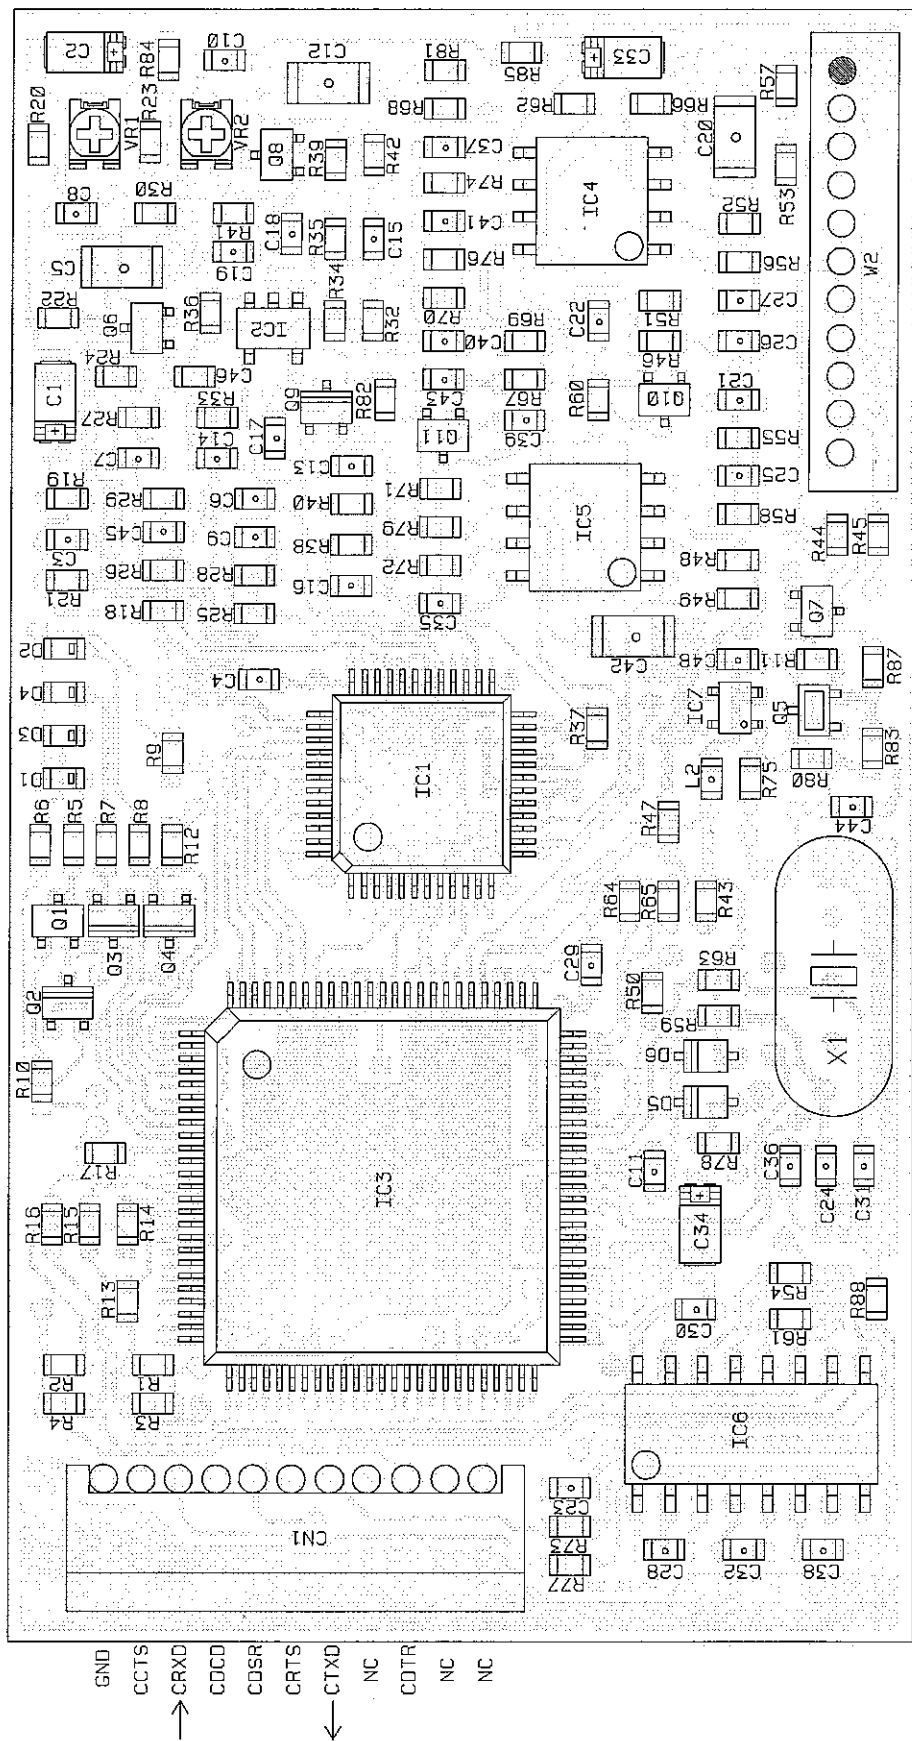 C2
R84
C10
C12
R81
R85
C33
R57
R20
VR1
R23
VR2
Q8
R39
R42
R68
R62
R66
C20
C37
R74
IC4
R53
C8
R30
R41
C18
R35
C15
C41
R52
C5
C19
R34
R76
R56
W2
R22
Q6
R36
IC2
R32
R70
R69
C22
R51
C27
R24
C46
C40
R46
C26
C1
R33
Q9
R82
C43
R67
R60
Q10
C21
R27
C14
C17
Q11
C39
R55
C7
C13
R71
C25
R19
R29
C6
R40
IC5
R58
C3
C45
C9
R38
R79
R44
R45
R21
R26
R28
C16
R72
R48
R18
R25
C35
R49
Q7
D2
C4
C42
C48
R11
R87
D4
IC7
Q5
D3
R9
IC1
R37
R83
D1
L2
R75
R80
R6
R5
R7
R8
R12
R47
C44
Q1
Q3
Q4
R64
R65
R43
Q2
C29
R50
R63
R59
X1
R10
D6
D5
R17
IC3
C11
R78
C36
C24
C31
R16
R15
R14
C34
R13
R54
R88
C30
R61
R2
R1
R4
R3
IC6
CN1
C23
R73
R77
C28
C32
C38
GND
CCTS
CRXD
CDCD
CDSR
CRTS
CTXD
NC
CDTR
NC
NC